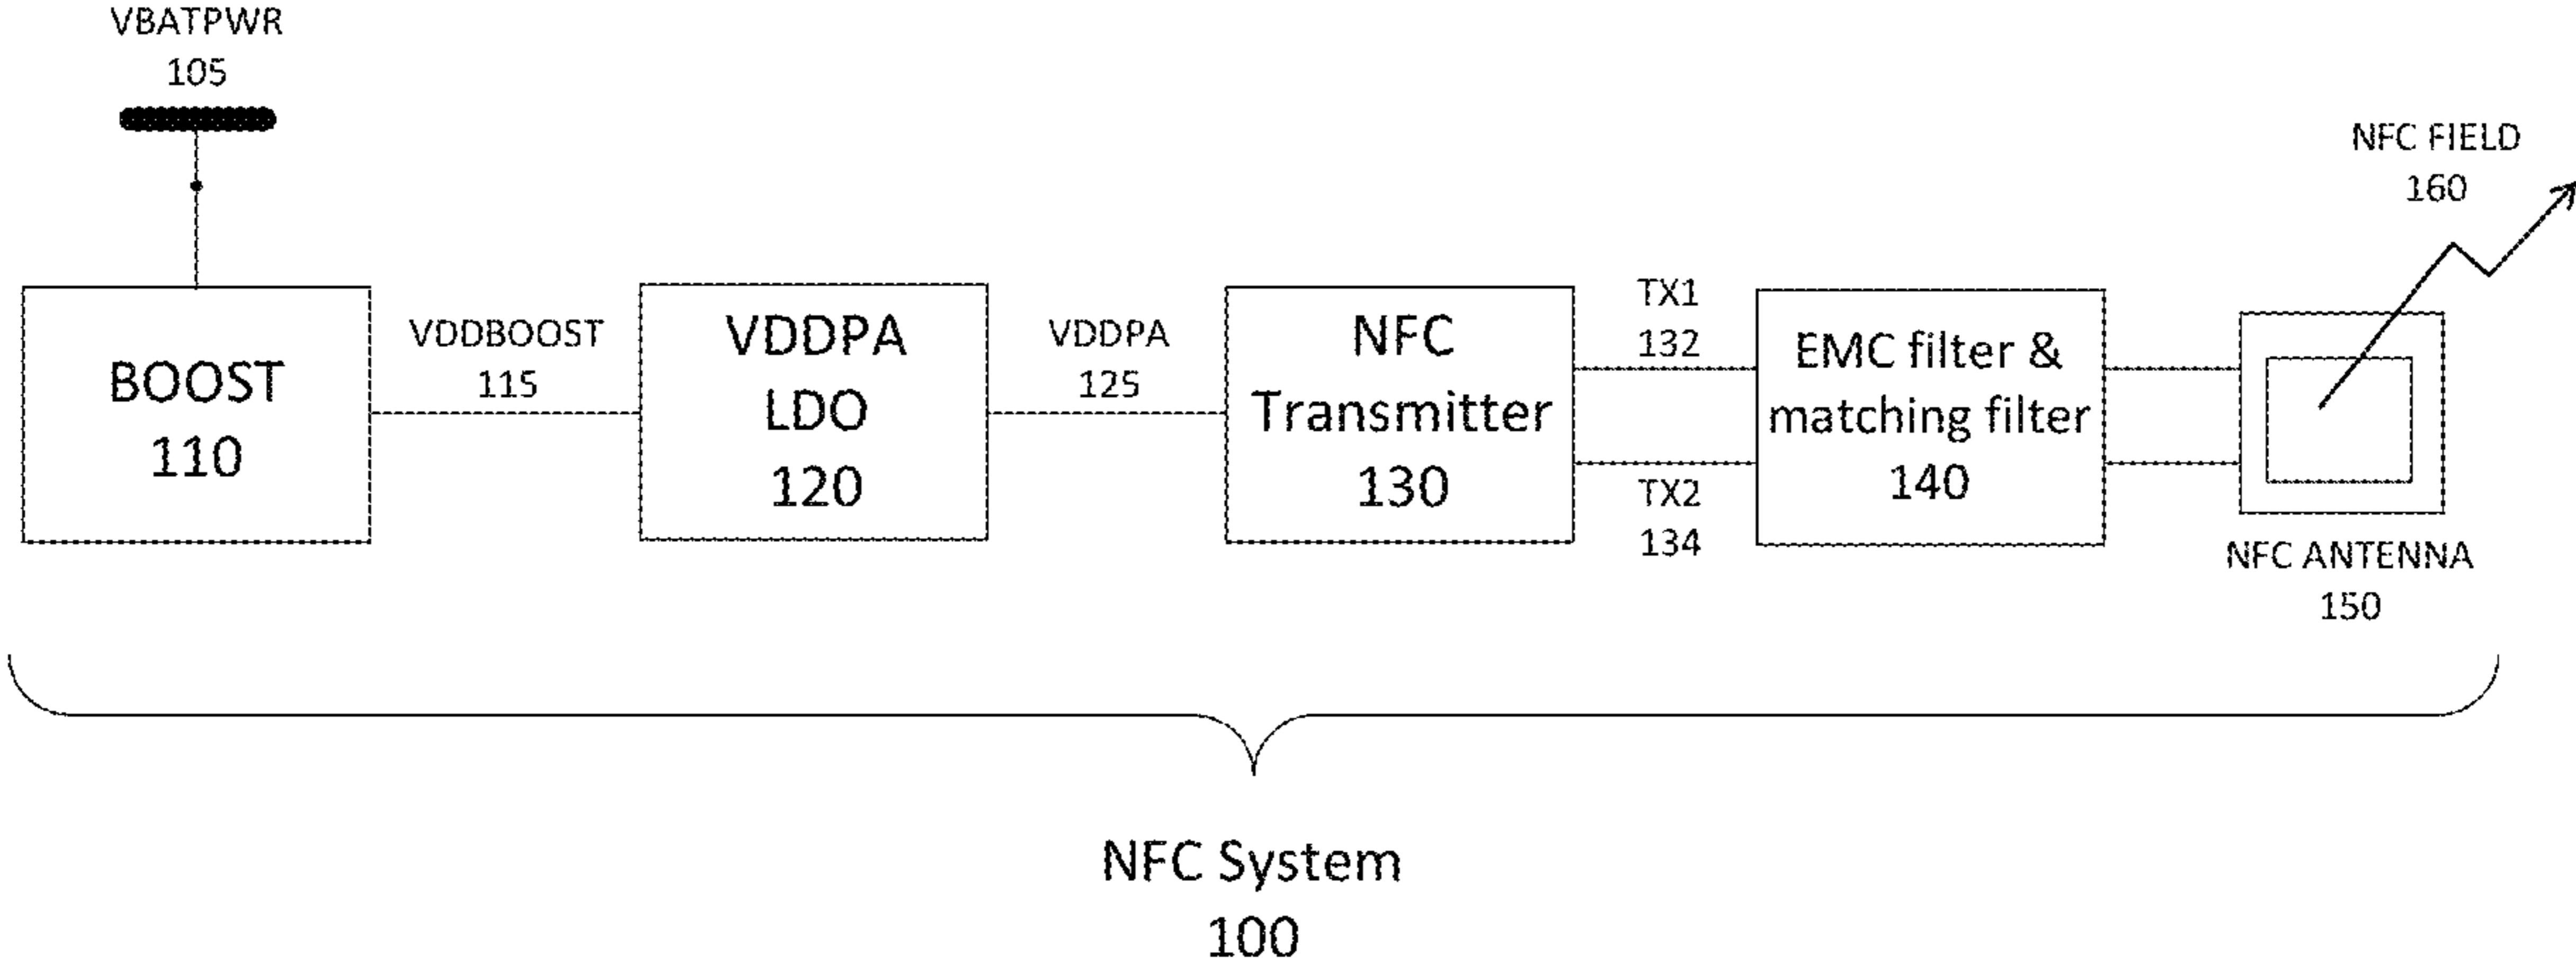 VBATPWR
105
NFC FIELD
160
BOOST
110
VDDBOOST
115
VDDPA
LDO
120
VDDPA
125
NFC
Transmitter
130
TX1
132
TX2
134
EMC filter &
matching filter
140
NFC ANTENNA
150
NFC System
100